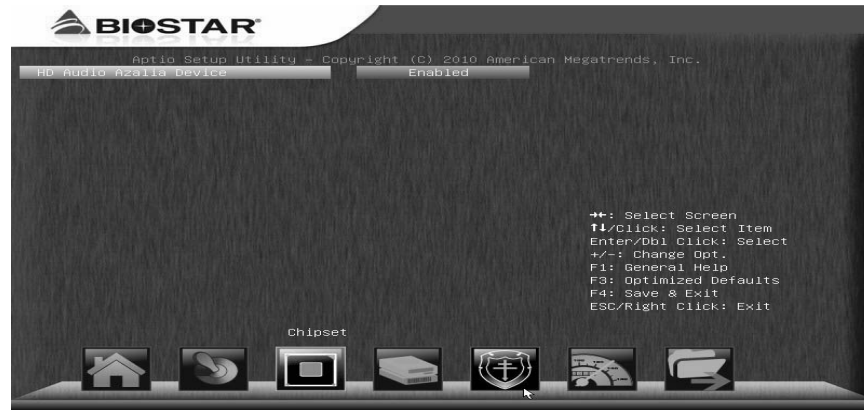 BIOSTAR®
Aptio Setup Utility - Copyright (C) 2010 American Megatrends, Inc.
HD Audio Azalia Device Enabled
→←: Select Screen
↑↓/Click: Select Item
Enter/Dbl Click: Select
+/-: Change Opt.
F1: General Help
F3: Optimized Defaults
F4: Save & Exit
ESC/Right Click: Exit
Chipset